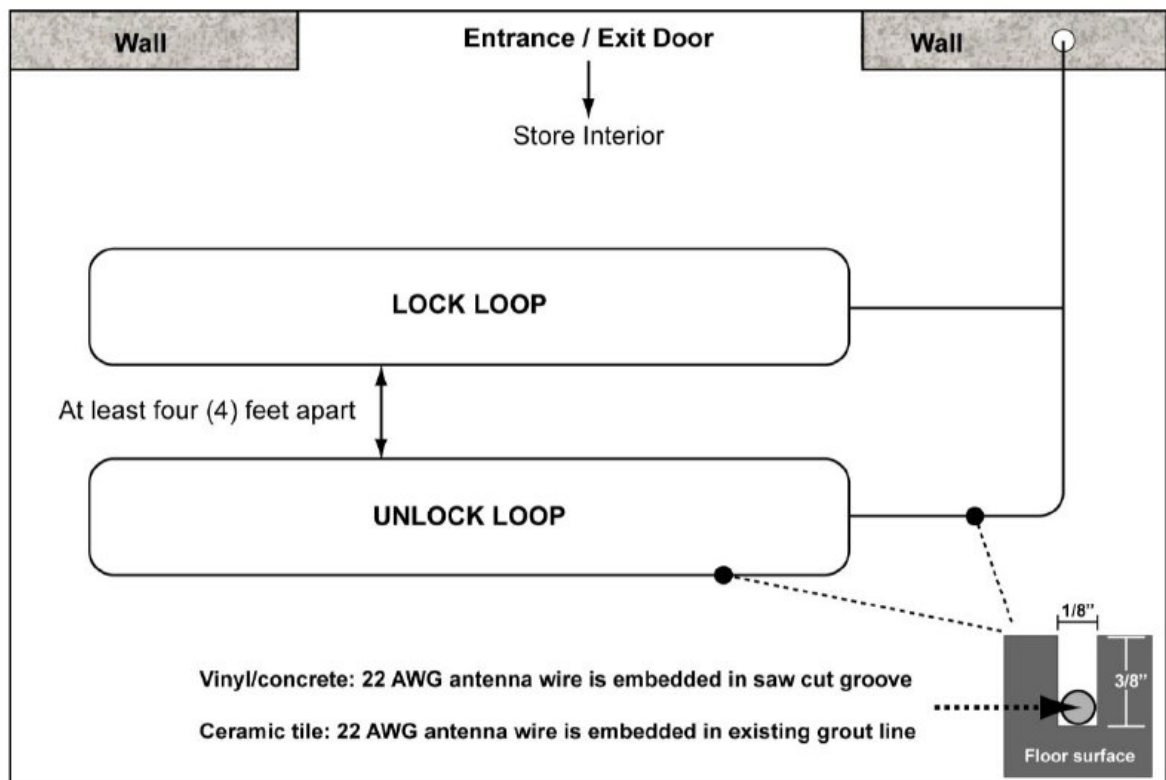 Wall
Entrance / Exit Door
Wall
Store Interior
LOCK LOOP
At least four (4) feet apart
UNLOCK LOOP
1/8”
3/8”
Vinyl/concrete: 22 AWG antenna wire is embedded in saw cut groove
Ceramic tile: 22 AWG antenna wire is embedded in existing grout line
Floor surface